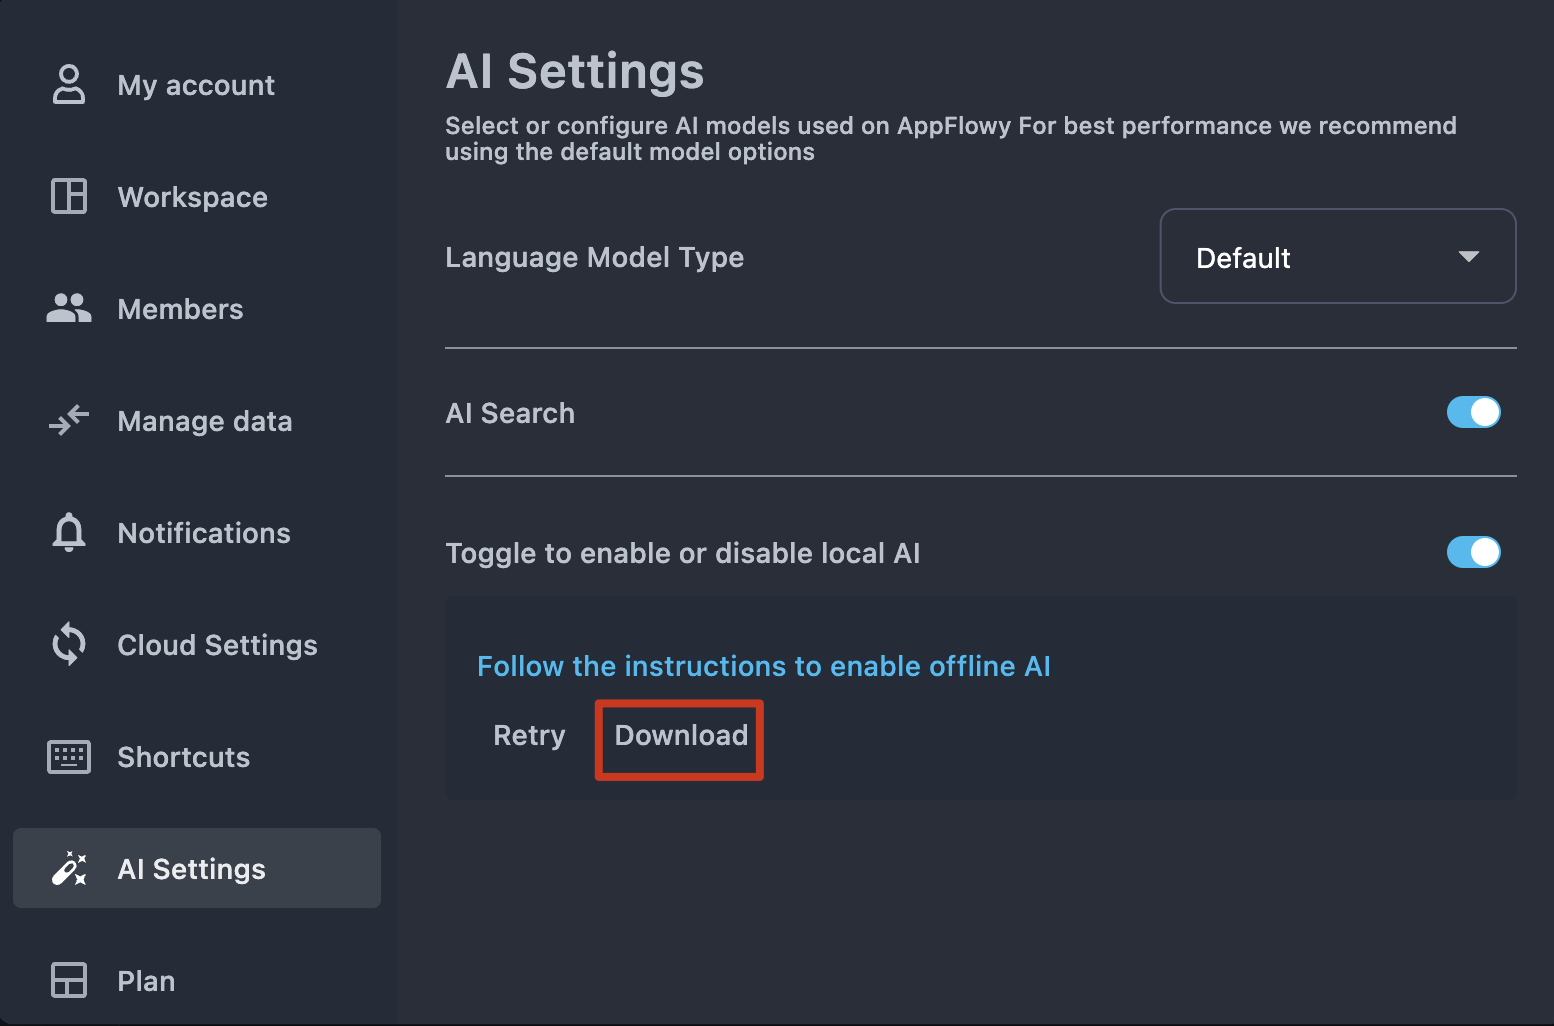 My account
Workspace
Members
Manage data
Notifications
Cloud Settings
Shortcuts
AI Settings
Plan
AI Settings
Select or configure AI models used on AppFlowy For best performance we recommend
using the default model options
Language Model Type
Default
AI Search
Toggle to enable or disable local AI
Follow the instructions to enable offline AI
Retry Download